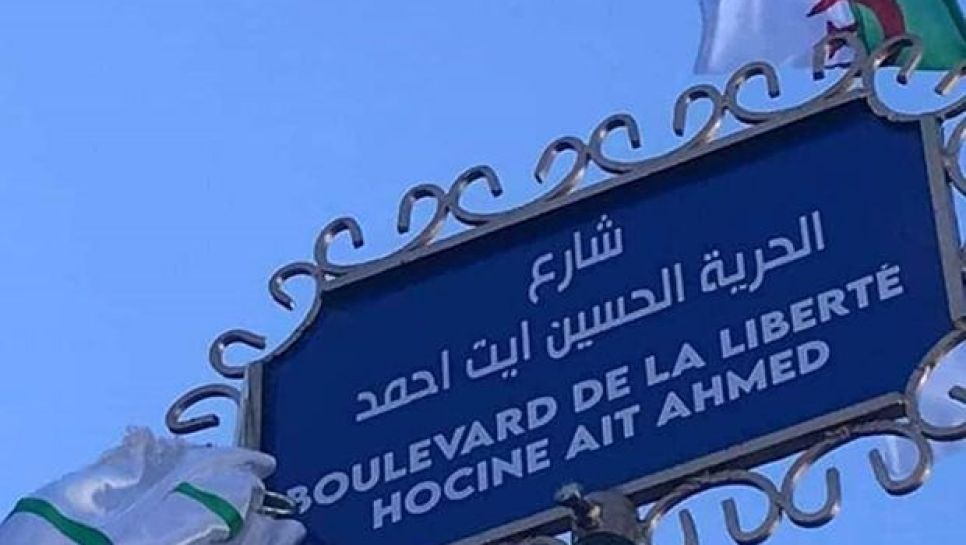 شارع
الحرية الحسين ايت احمد
BOULEVARD DE LA LIBERTÉ
HOCINE AIT AHMED